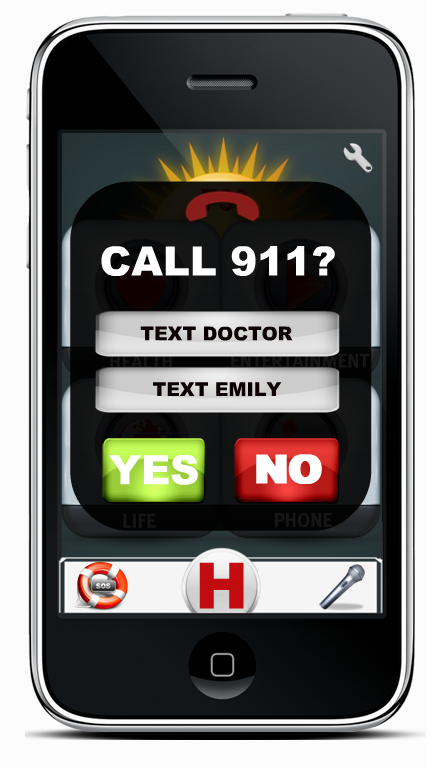 CALL 911?
TEXT DOCTOR
HEALTH ENTERTAINMENT
TEXT EMILY
YES NO
LIFE PHONE
SOS H